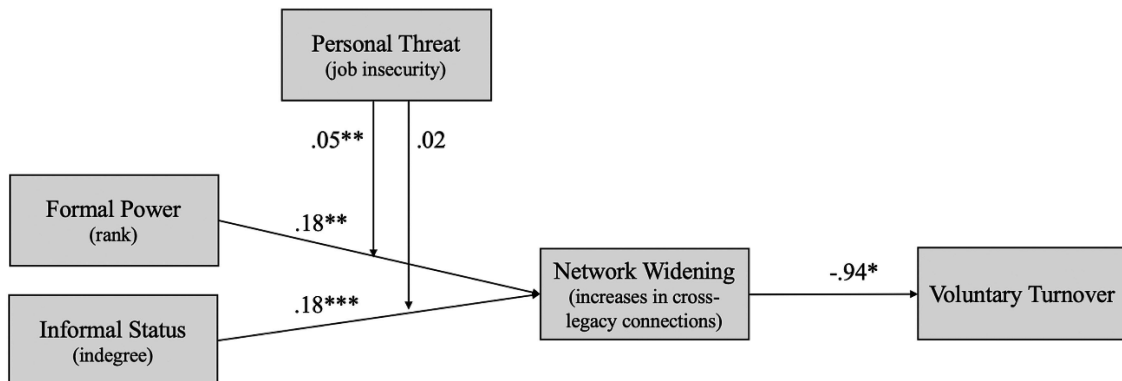 Personal Threat
(job insecurity)
.05**
.02
Formal Power
(rank)
.18**
Informal Status
(indegree)
.18***
Network Widening
(increases in cross-
legacy connections)
-.94*
Voluntary Turnover